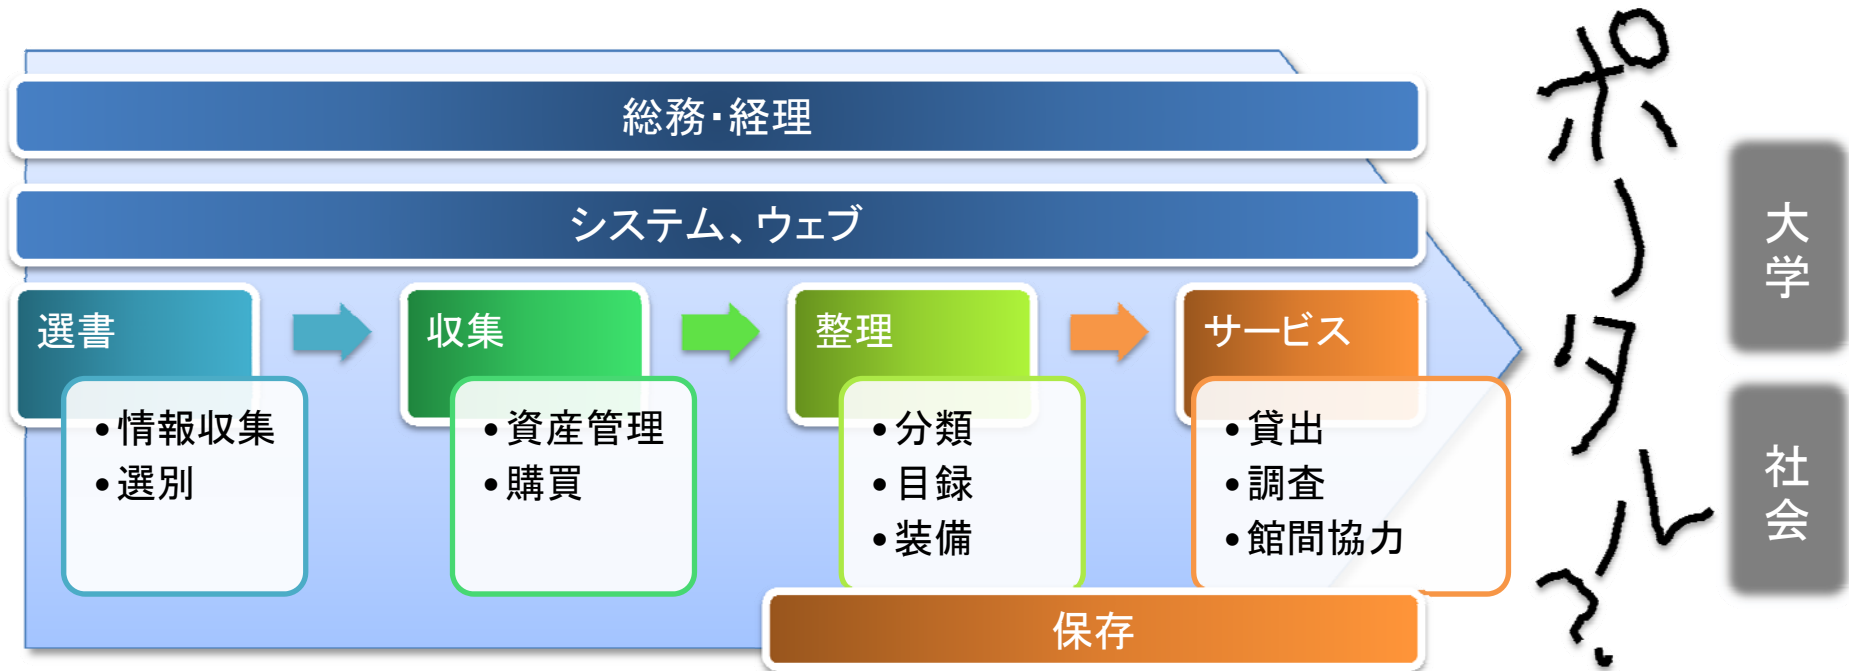 総務・経理
システム、ウェブ
選書
•情報収集
•選別
収集
•資産管理
•購買
整理
•分類
•目録
•装備
サービス
•貸出
•調査
•館間協力
保存
ポータル?
大学
社会